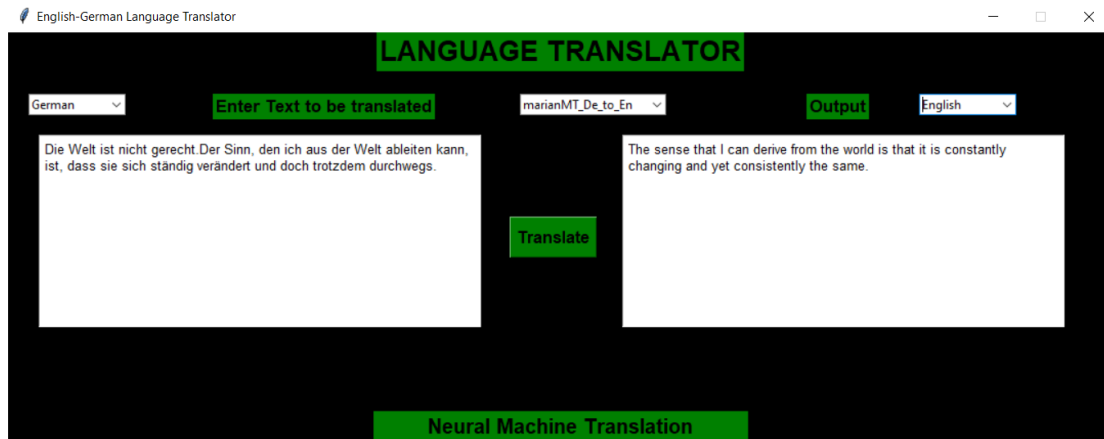 English-German Language Translator
LANGUAGE TRANSLATOR
German
Enter Text to be translated
marianMT_De_to_En
Output
English
Die Welt ist nicht gerecht.Der Sinn, den ich aus der Welt ableiten kann,
ist, dass sie sich ständig verändert und doch trotzdem durchwegs.
The sense that I can derive from the world is that it is constantly
changing and yet consistently the same.
Translate
Neural Machine Translation